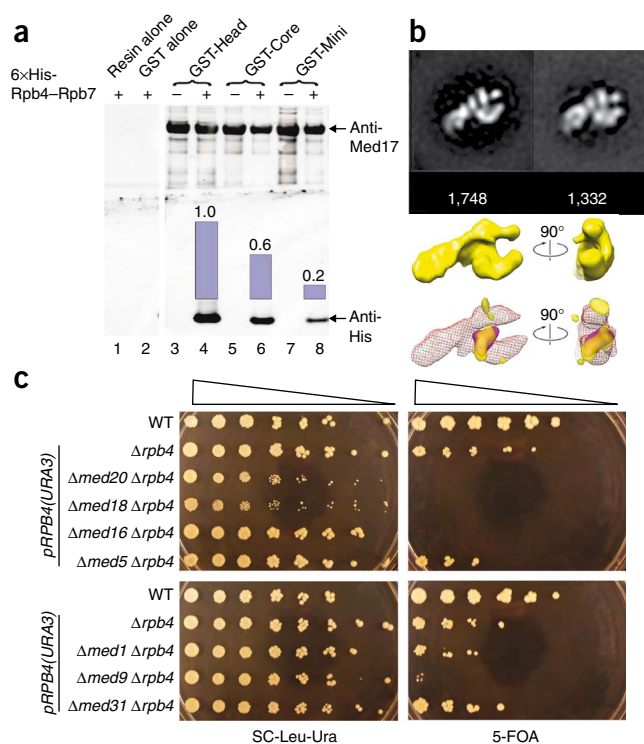 a
b
Resin alone
GST alone
GST-Head
GST-Core
GST-Mini
6×His-
Rpb4–Rpb7
+ + – + – + – +
Anti-
Med17
1.0
0.6
0.2
Anti-
His
1 2 3 4 5 6 7 8
1,748 1,332
90°
90°
c
pRPB4(URA3)
WT
Δrpb4
Δmed20 Δrpb4
Δmed18 Δrpb4
Δmed16 Δrpb4
Δmed5 Δrpb4
pRPB4(URA3)
WT
Δrpb4
Δmed1 Δrpb4
Δmed9 Δrpb4
Δmed31 Δrpb4
SC-Leu-Ura 5-FOA